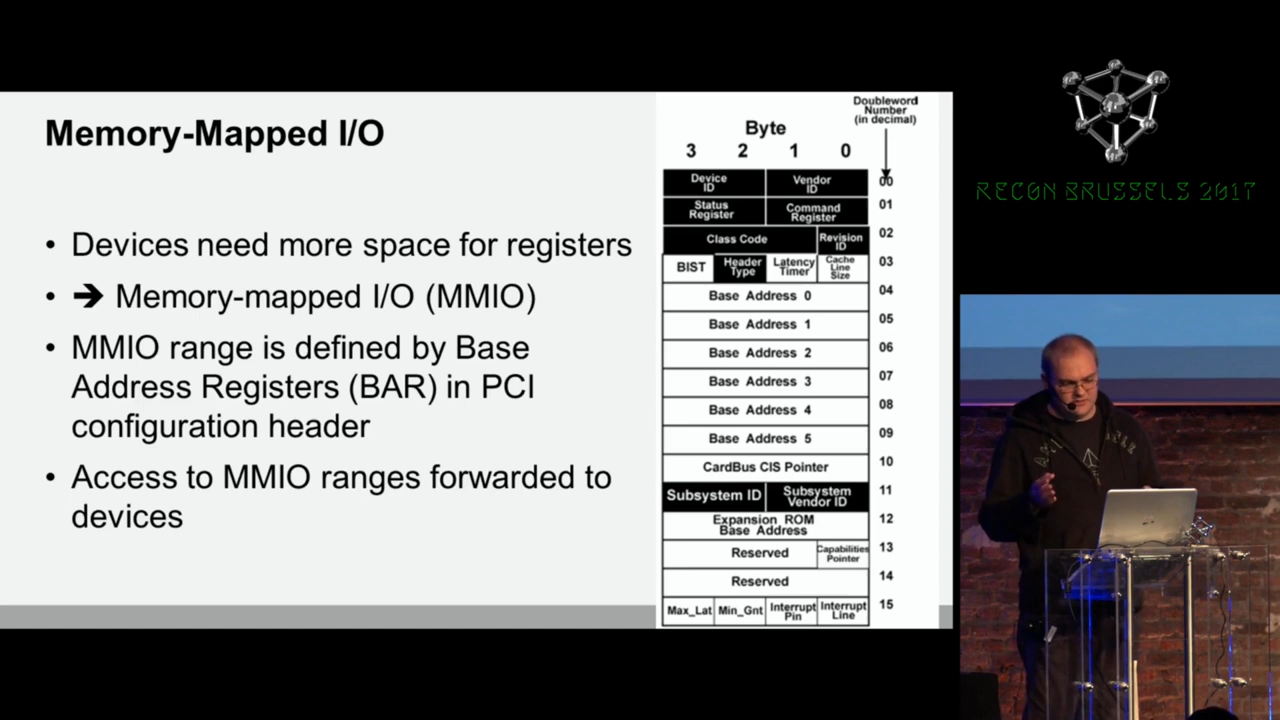 Memory-Mapped I/O
• Devices need more space for registers
• ➔ Memory-mapped I/O (MMIO)
• MMIO range is defined by Base
Address Registers (BAR) in PCI
configuration header
• Access to MMIO ranges forwarded to
devices
Doubleword
Number
(in decimal)
Byte
3 2 1 0
Device
ID
Vendor
ID
00
Status
Register
Command
Register
01
Class Code
Revision
ID
02
BIST
Header
Type
Latency
Timer
Cache
Line
Size
03
Base Address 0
04
Base Address 1
05
Base Address 2
06
Base Address 3
07
Base Address 4
08
Base Address 5
09
CardBus CIS Pointer
10
Subsystem ID
Subsystem
Vendor ID
11
Expansion ROM
Base Address
12
Reserved
Capabilities
Pointer
13
Reserved
14
Max_Lat
Min_Gnt
Interrupt
Pin
Interrupt
Line
15
RECON BRUSSELS 2017
hp